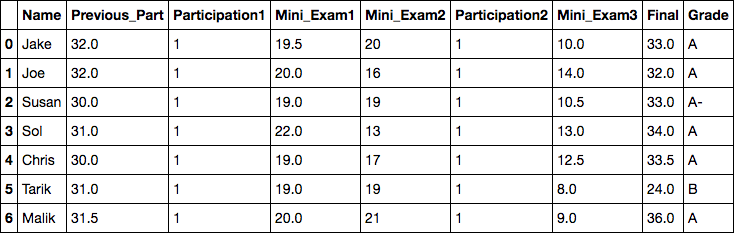 Name Previous_Part Participation1 Mini_Exam1 Mini_Exam2 Participation2 Mini_Exam3 Final Grade
0 Jake 32.0 1 19.5 20 1 10.0 33.0 A
1 Joe 32.0 1 20.0 16 1 14.0 32.0 A
2 Susan 30.0 1 19.0 19 1 10.5 33.0 A-
3 Sol 31.0 1 22.0 13 1 13.0 34.0 A
4 Chris 30.0 1 19.0 17 1 12.5 33.5 A
5 Tarik 31.0 1 19.0 19 1 8.0 24.0 B
6 Malik 31.5 1 20.0 21 1 9.0 36.0 A